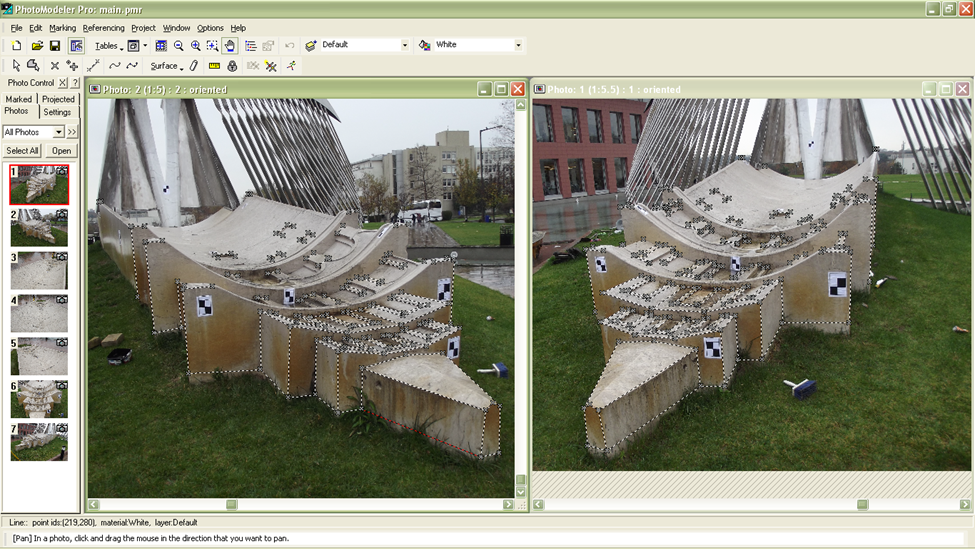 PhotoModeler Pro: main.pmr
File Edit Marking Referencing Project Window Options Help
Tables Default White
Surface
Photo Control X ?
Marked Projected
Photos Settings
All Photos >>
Select All Open
1
2
3
4
5
6
7
Photo: 2 (1:5) : 2 : oriented
Photo: 1 (1:5.5) : 1 : oriented
Line:: point ids:(219,280), material:White, layer:Default
[Pan] In a photo, click and drag the mouse in the direction that you want to pan.